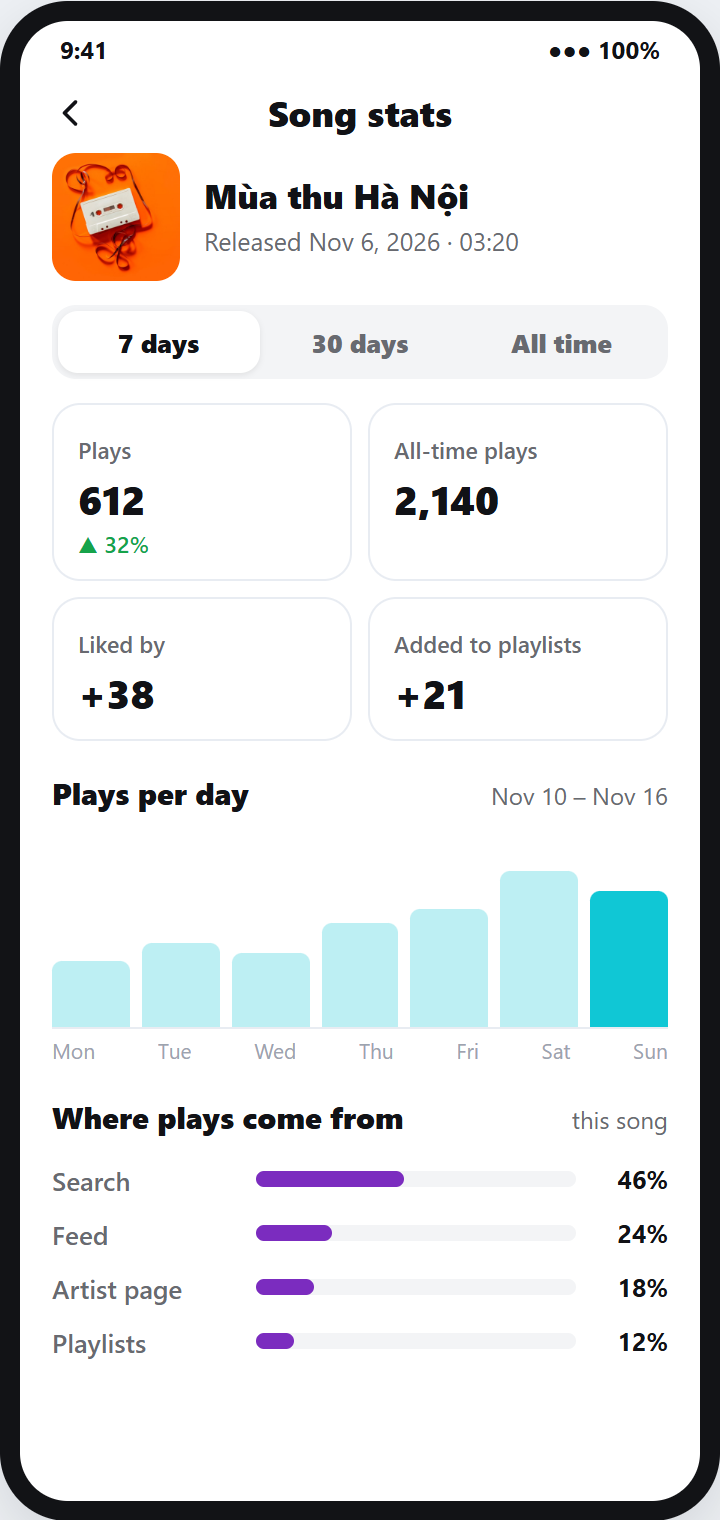 9:41
●●● 100%
Song stats
Mùa thu Hà Nội
Released Nov 6, 2026 · 03:20
7 days
30 days
All time
Plays
All-time plays
612
2,140
▲ 32%
Liked by
Added to playlists
+38
+21
Plays per day
Nov 10 – Nov 16
Mon Tue Wed Thu Fri Sat Sun
Where plays come from
this song
Search 46%
Feed 24%
Artist page 18%
Playlists 12%